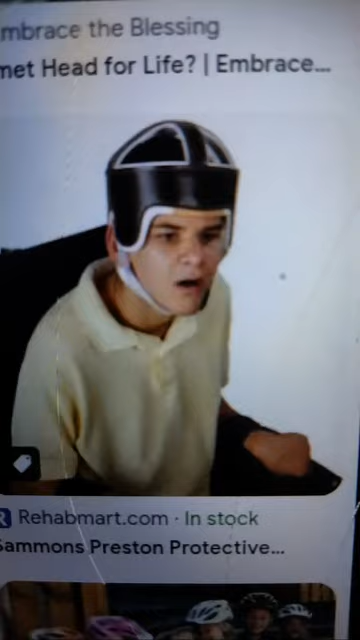 mbrace the Blessing
met Head for Life? | Embrace...
R Rehabmart.com · In stock
Sammons Preston Protective...